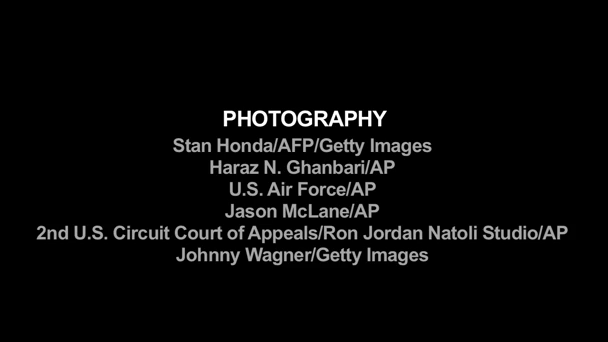 PHOTOGRAPHY
Stan Honda/AFP/Getty Images
Haraz N. Ghanbari/AP
U.S. Air Force/AP
Jason McLane/AP
2nd U.S. Circuit Court of Appeals/Ron Jordan Natoli Studio/AP
Johnny Wagner/Getty Images